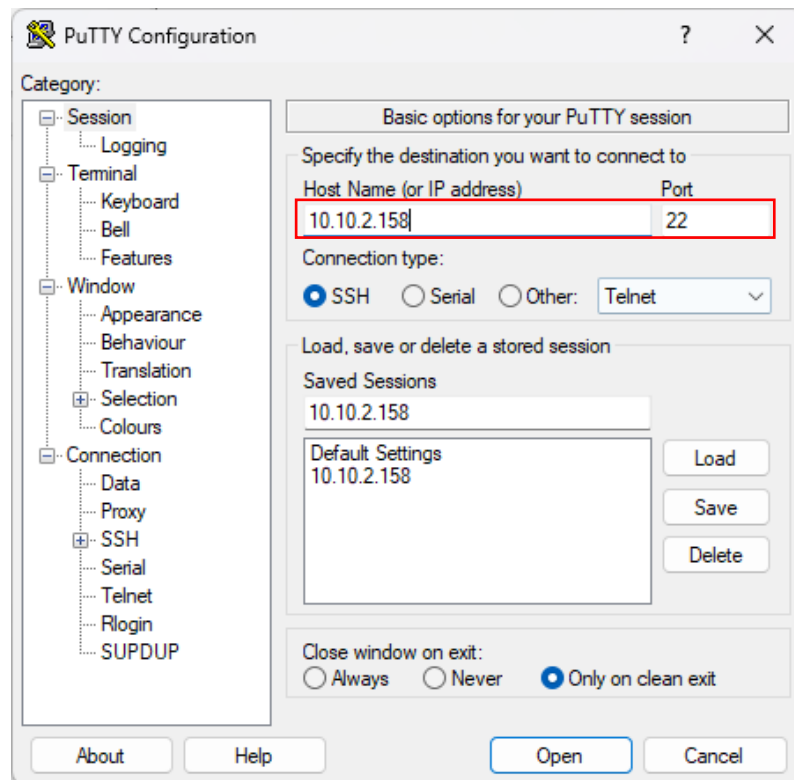 PuTTY Configuration ? ×
Category:
Session
Logging
Terminal
Keyboard
Bell
Features
Window
Appearance
Behaviour
Translation
Selection
Colours
Connection
Data
Proxy
SSH
Serial
Telnet
Rlogin
SUPDUP
Basic options for your PuTTY session
Specify the destination you want to connect to
Host Name (or IP address) Port
10.10.2.158 22
Connection type:
SSH Serial Other: Telnet
Load, save or delete a stored session
Saved Sessions
10.10.2.158
Default Settings
10.10.2.158
Load
Save
Delete
Close window on exit:
Always Never Only on clean exit
About Help Open Cancel